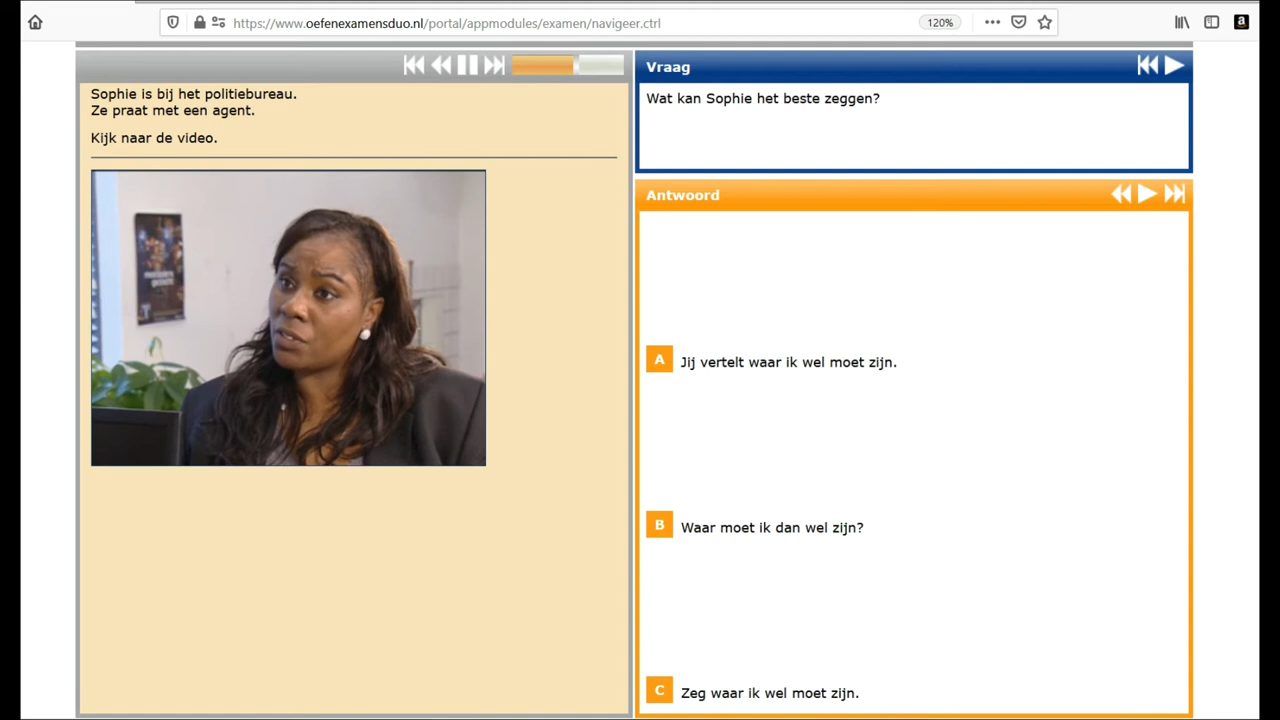 https://www.oefenexamensduo.nl/portal/appmodules/examen/navigeer.ctrl
120%
Sophie is bij het politiebureau.
Ze praat met een agent.
Kijk naar de video.
Vraag
Wat kan Sophie het beste zeggen?
Antwoord
A Jij vertelt waar ik wel moet zijn.
B Waar moet ik dan wel zijn?
C Zeg waar ik wel moet zijn.